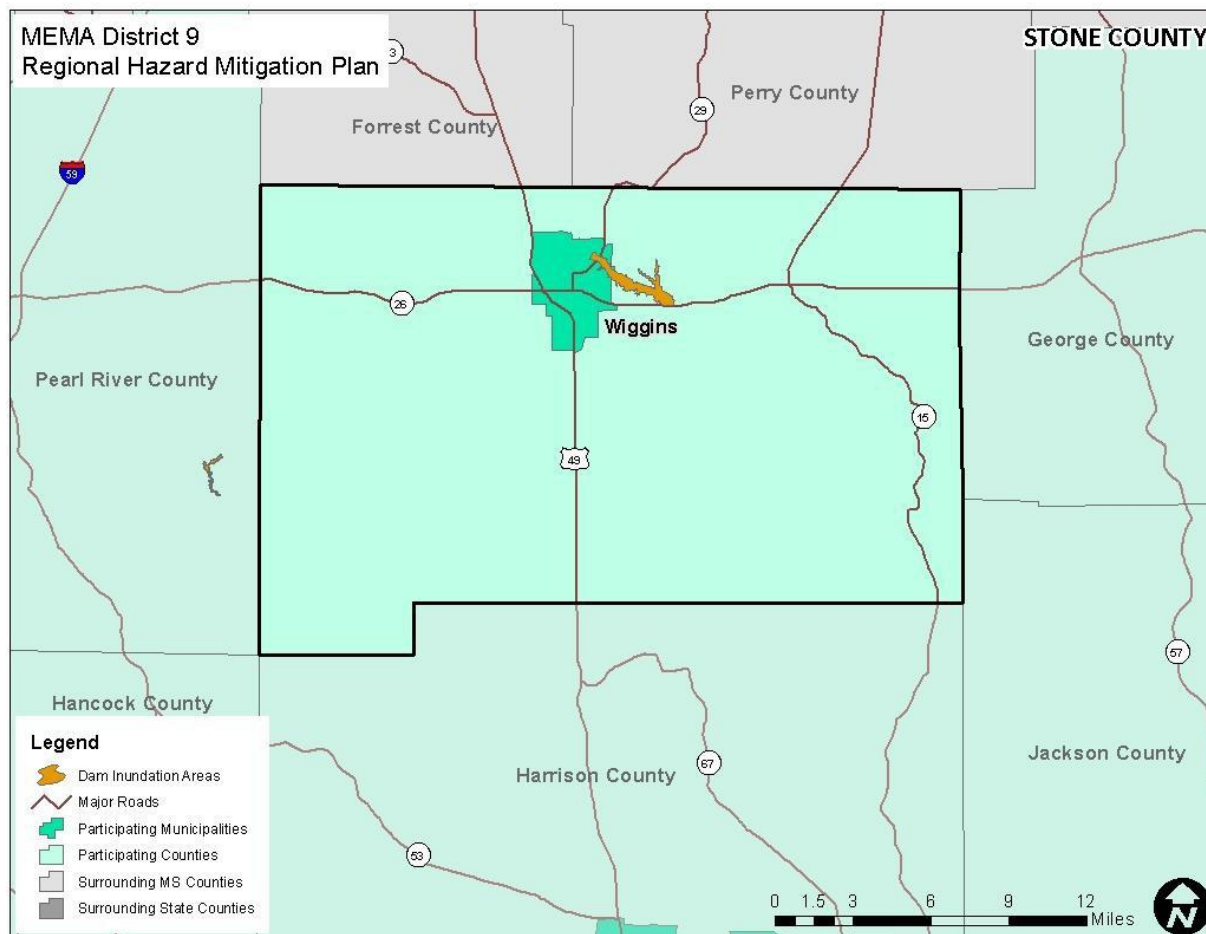 MEMA District 9
Regional Hazard Mitigation Plan
STONE COUNTY
3
Perry County
29
Forrest County
59
26
Wiggins
George County
Pearl River County
15
49
57
Hancock County
Jackson County
67
Harrison County
53
Legend
Dam Inundation Areas
Major Roads
Participating Municipalities
Participating Counties
Surrounding MS Counties
Surrounding State Counties
0 1.5 3 6 9 12
Miles
N